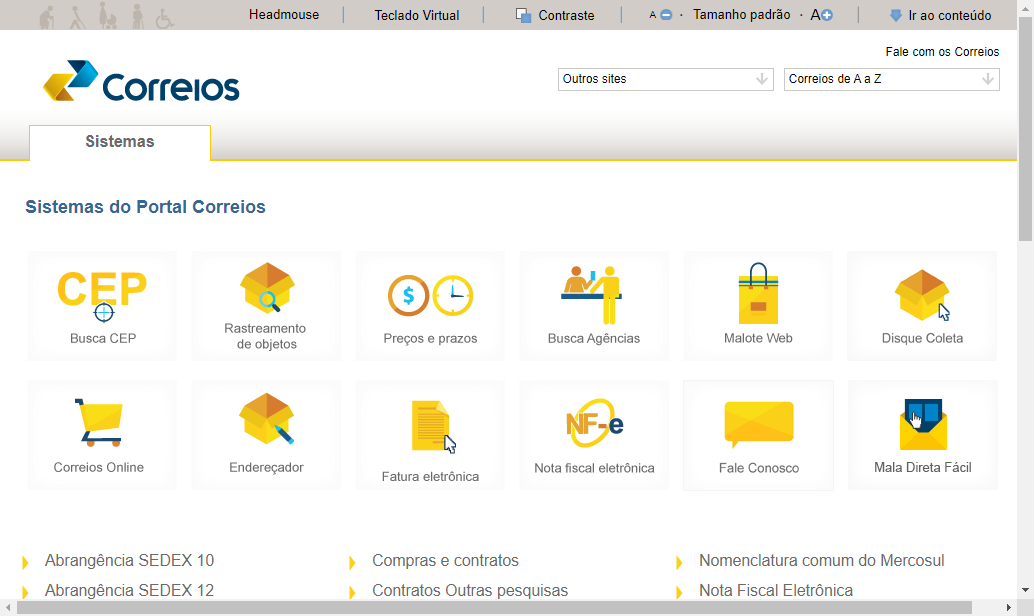 Headmouse
Teclado Virtual
Contraste
A
Tamanho padrão
A
Ir ao conteúdo
Fale com os Correios
Correios
Outros sites
Correios de A a Z
Sistemas
Sistemas do Portal Correios
CEP
Busca CEP
Rastreamento
de objetos
$
Preços e prazos
Busca Agências
Malote Web
Disque Coleta
Correios Online
Endereçador
Fatura eletrônica
NF-e
Nota fiscal eletrônica
Fale Conosco
Mala Direta Fácil
Abrangência SEDEX 10
Compras e contratos
Nomenclatura comum do Mercosul
Abrangência SEDEX 12
Contratos Outras pesquisas
Nota Fiscal Eletrônica